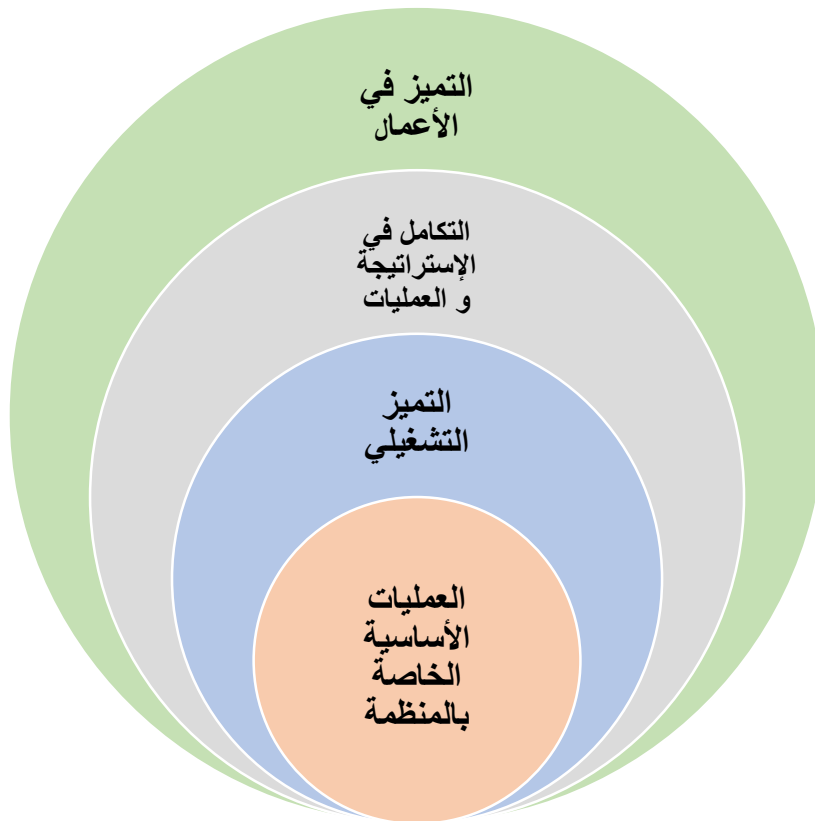 التميز في
الأعمال
التكامل في
الإستراتيجة
و العمليات
التميز
التشغيلي
العمليات
الأساسية
الخاصة
بالمنظمة